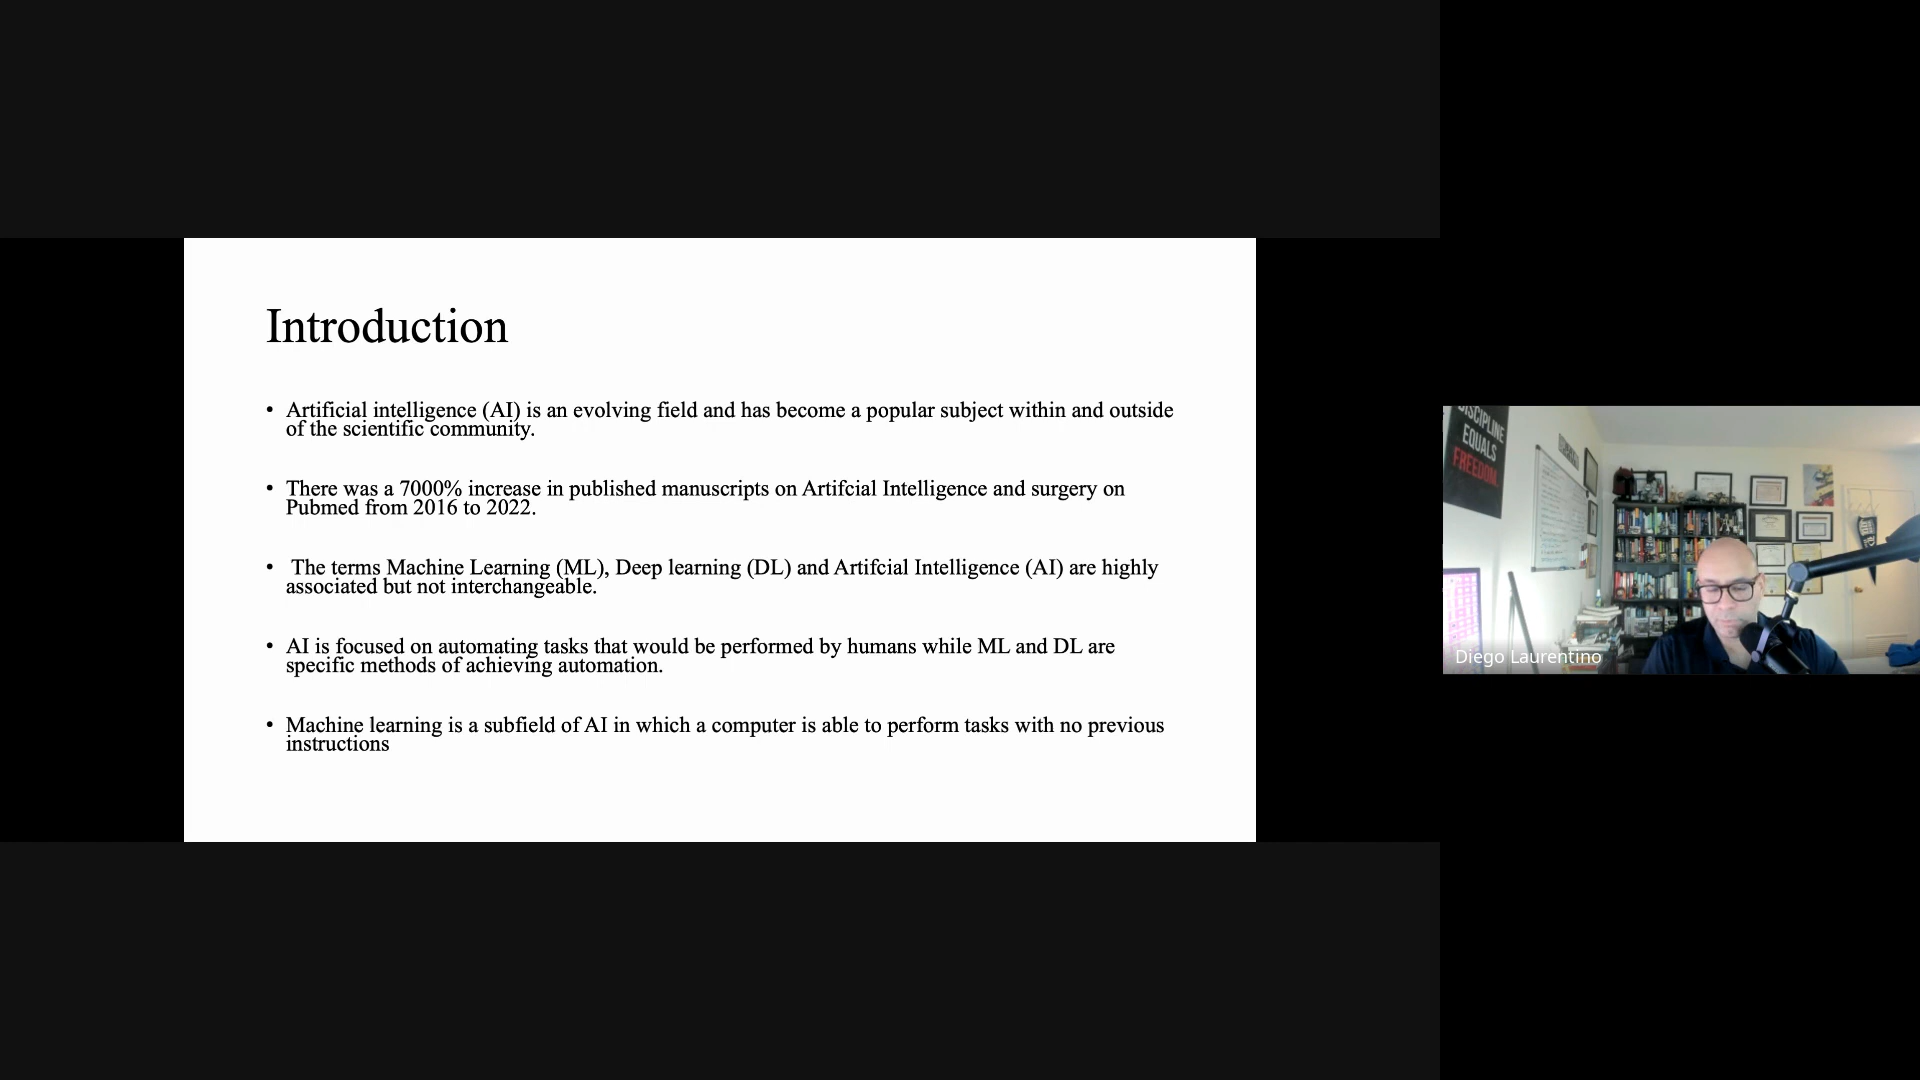 Introduction
• Artificial intelligence (AI) is an evolving field and has become a popular subject within and outside
of the scientific community.
• There was a 7000% increase in published manuscripts on Artifcial Intelligence and surgery on
Pubmed from 2016 to 2022.
• The terms Machine Learning (ML), Deep learning (DL) and Artifcial Intelligence (AI) are highly
associated but not interchangeable.
• AI is focused on automating tasks that would be performed by humans while ML and DL are
specific methods of achieving automation.
• Machine learning is a subfield of AI in which a computer is able to perform tasks with no previous
instructions
DISCIPLINE
EQUALS
FREEDOM.
Diego Laurentino